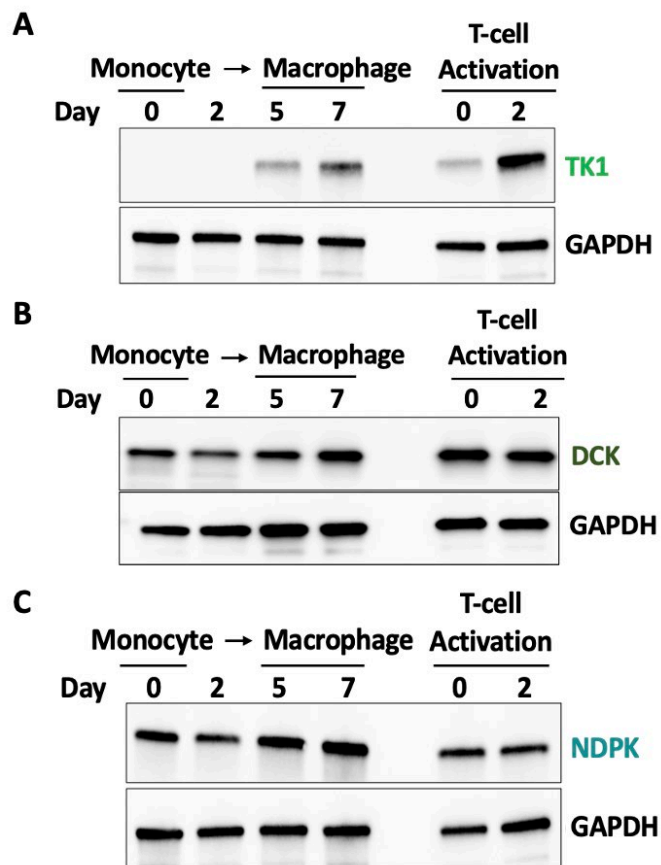 A
T-cell
Monocyte → Macrophage Activation
Day 0 2 5 7 0 2
TK1
GAPDH
B
T-cell
Monocyte → Macrophage Activation
Day 0 2 5 7 0 2
DCK
GAPDH
C
T-cell
Monocyte → Macrophage Activation
Day 0 2 5 7 0 2
NDPK
GAPDH